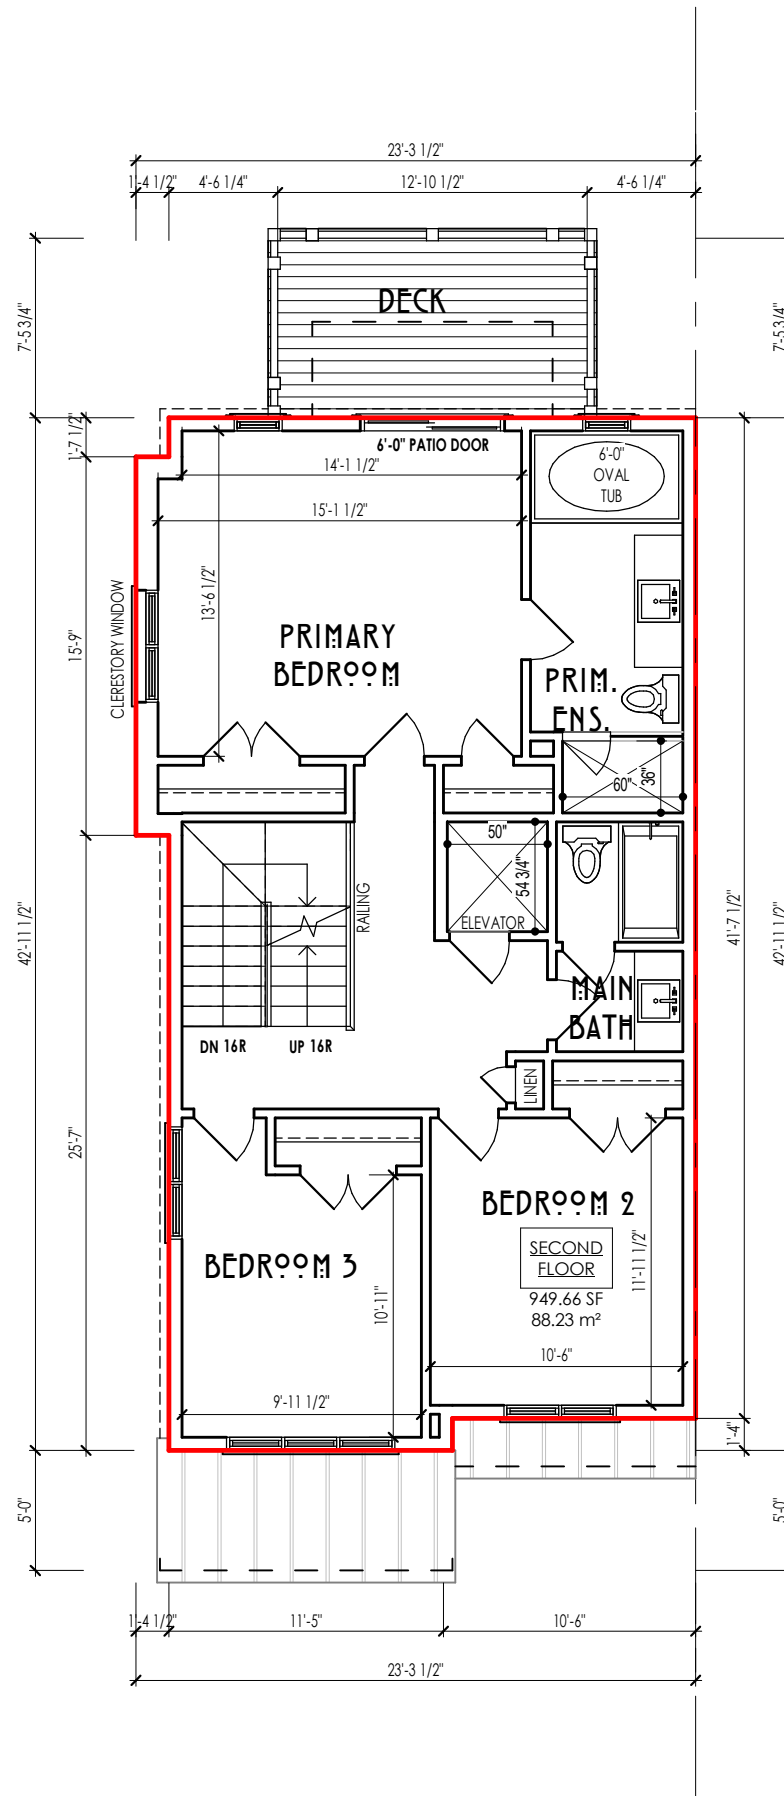 23'-3 1/2"
1'-4 1/2"
4'-6 1/4"
12'-10 1/2"
4'-6 1/4"
7'-5 3/4"
7'-5 3/4"
DECK
1'-7 1/2"
6'-0" PATIO DOOR
14'-1 1/2"
15'-1 1/2"
6'-0"
OVAL
TUB
13'-6 1/2"
CLERESTORY WINDOW
15'-9"
PRIMARY
BEDROOM
PRIM.
ENS.
60"
36"
50"
54 3/4"
ELEVATOR
RAILING
42'-11 1/2"
41'-7 1/2"
42'-11 1/2"
MAIN
BATH
DN 16R
UP 16R
LINEN
25'-7"
BEDROOM 2
SECOND
FLOOR
949.66 SF
88.23 m²
11'-11 1/2"
BEDROOM 3
10'-11"
10'-6"
9'-11 1/2"
1'-4"
5'-0"
5'-0"
1'-4 1/2"
11'-5"
10'-6"
23'-3 1/2"